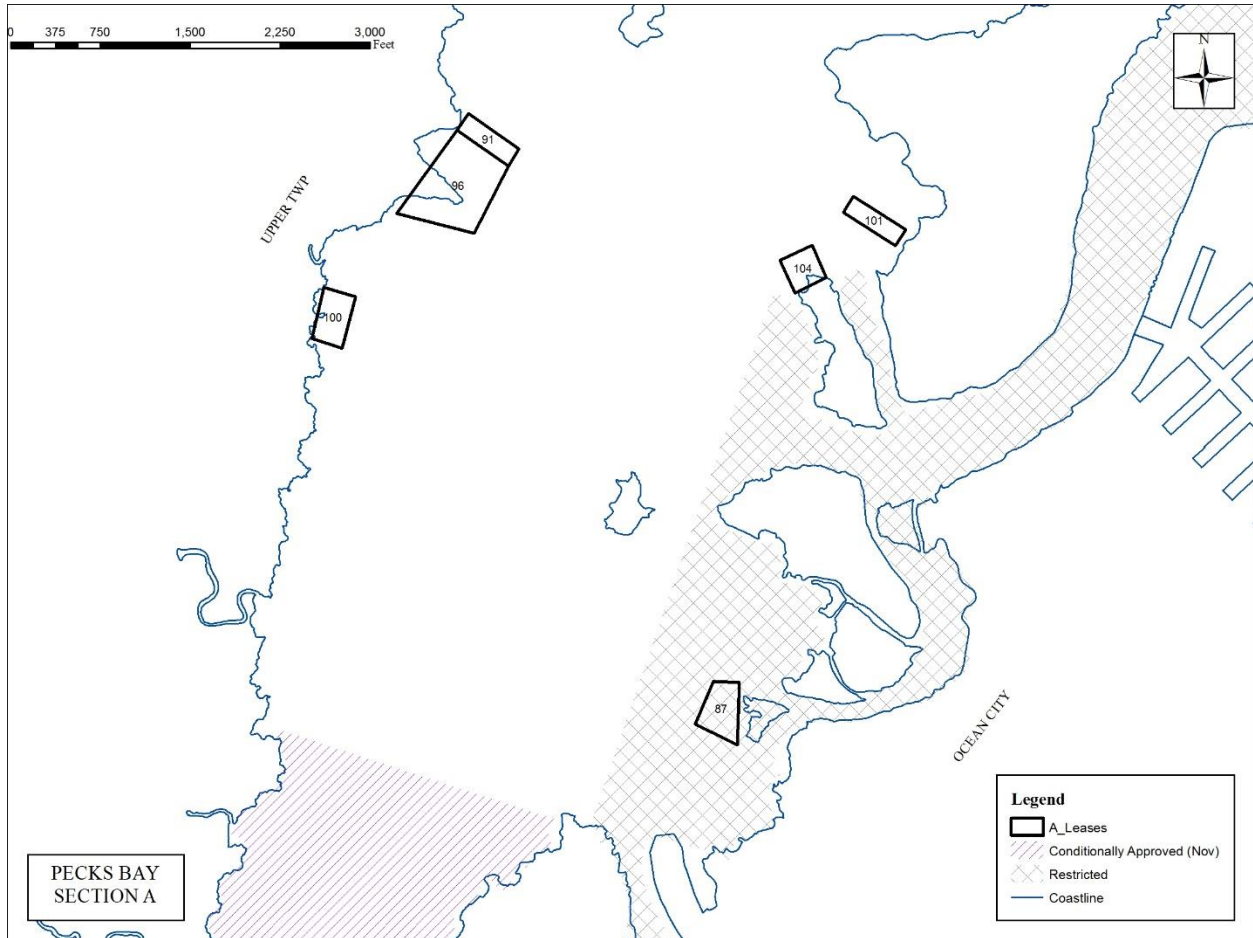 0 375 750 1,500 2,250 3,000
Feet
N
91
96
UPPER TWP
101
104
100
87
OCEAN CITY
PECKS BAY
SECTION A
Legend
A_Leases
Conditionally Approved (Nov)
Restricted
Coastline